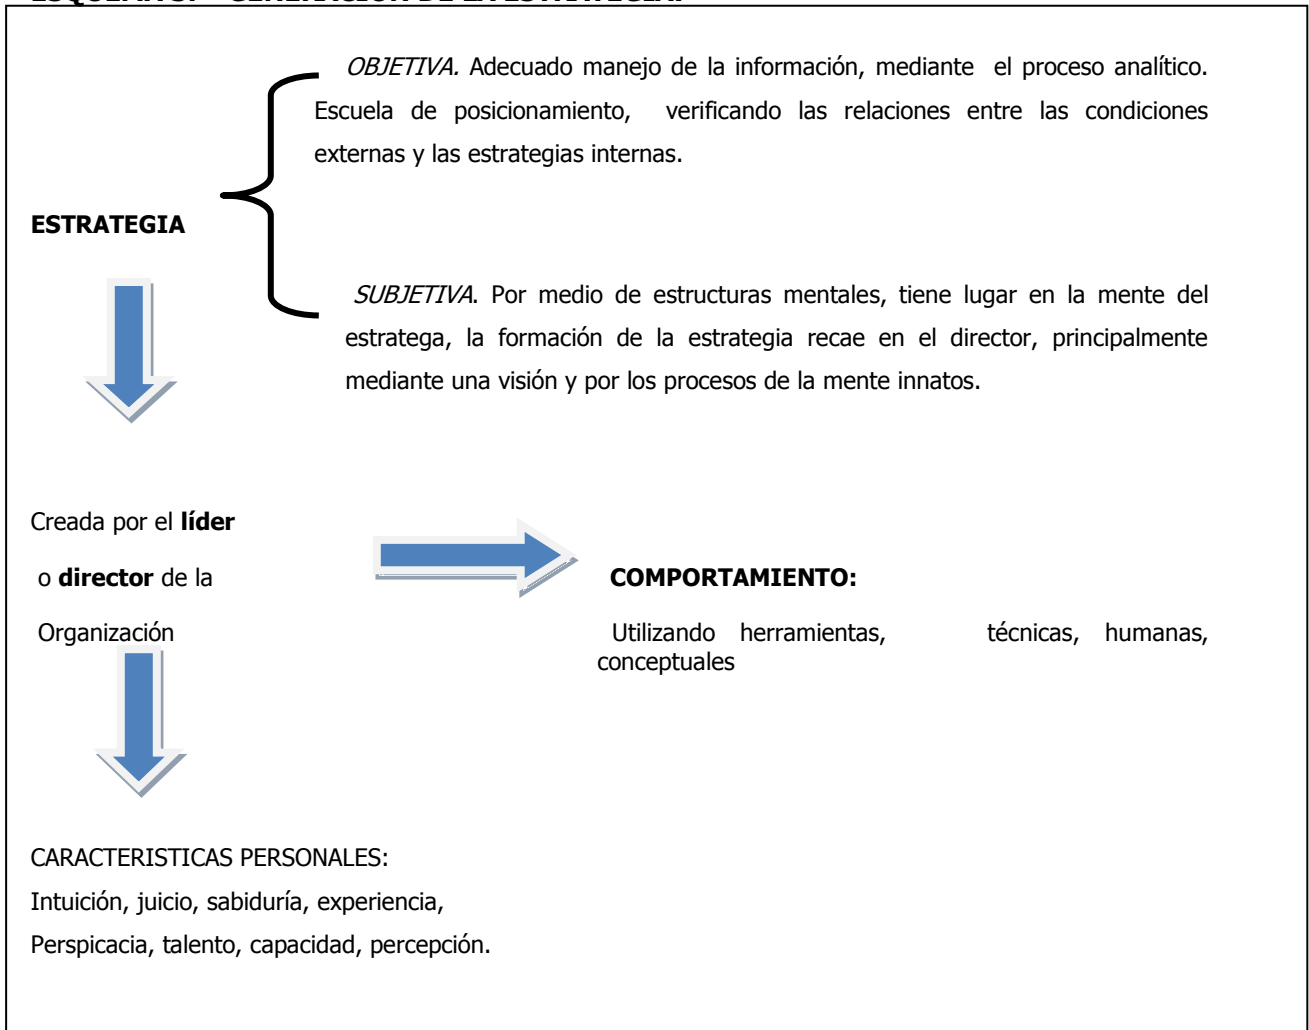 OBJETIVA. Adecuado manejo de la información, mediante el proceso analítico.
Escuela de posicionamiento, verificando las relaciones entre las condiciones
externas y las estrategias internas.
ESTRATEGIA
SUBJETIVA. Por medio de estructuras mentales, tiene lugar en la mente del
estratega, la formación de la estrategia recae en el director, principalmente
mediante una visión y por los procesos de la mente innatos.
Creada por el líder
o director de la
Organización
COMPORTAMIENTO:
Utilizando herramientas, técnicas, humanas,
conceptuales
CARACTERISTICAS PERSONALES:
Intuición, juicio, sabiduría, experiencia,
Perspicacia, talento, capacidad, percepción.